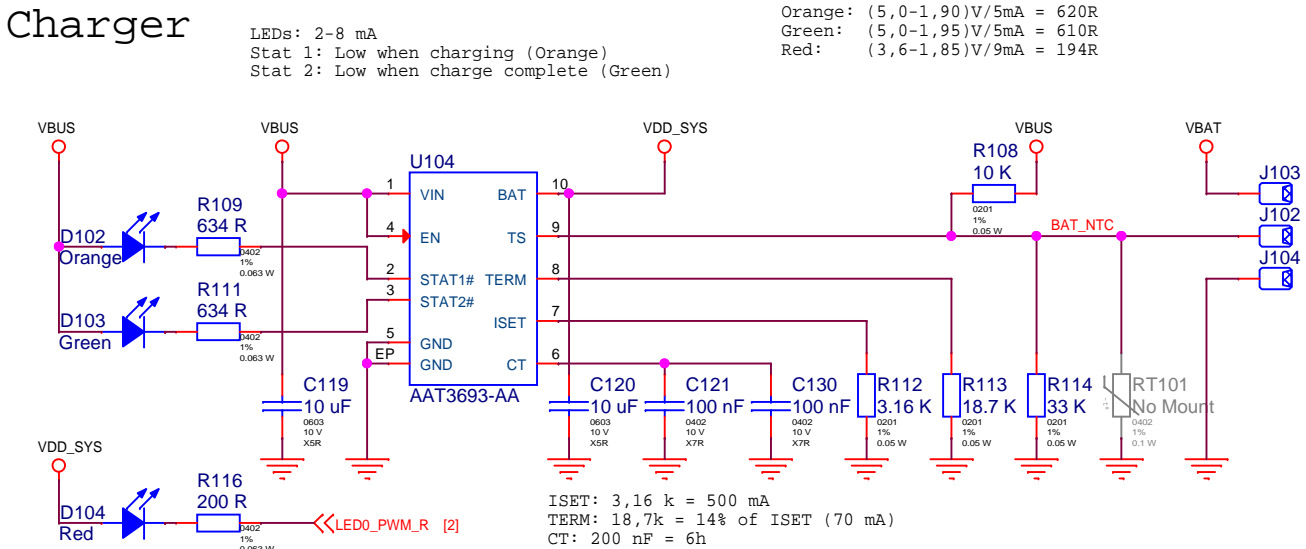 Charger
LEDs: 2-8 mA
Stat 1: Low when charging (Orange)
Stat 2: Low when charge complete (Green)
Orange: (5,0-1,90)V/5mA = 620R
Green: (5,0-1,95)V/5mA = 610R
Red: (3,6-1,85)V/9mA = 194R
VBUS
VBUS
VDD_SYS
VBUS
VBAT
U104
R108
10 K
0201
1%
0.05 W
J103
J102
J104
BAT_NTC
1
VIN
BAT
10
4
EN
TS
9
2
STAT1#
TERM
8
3
STAT2#
ISET
7
5
GND
EP
GND
CT
6
AAT3693-AA
D102
Orange
R109
634 R
0402
1%
0.063 W
D103
Green
R111
634 R
0402
1%
0.063 W
C119
10 uF
0603
10 V
X5R
C120
10 uF
0603
10 V
X5R
C121
100 nF
0402
10 V
X7R
C130
100 nF
0402
10 V
X7R
R112
3.16 K
0201
1%
0.05 W
R113
18.7 K
0201
1%
0.05 W
R114
33 K
0201
1%
0.05 W
RT101
No Mount
0402
1%
0.1 W
VDD_SYS
D104
Red
R116
200 R
0402
1%
0.063 W
LED0_PWM_R [2]
ISET: 3,16 k = 500 mA
TERM: 18,7k = 14% of ISET (70 mA)
CT: 200 nF = 6h